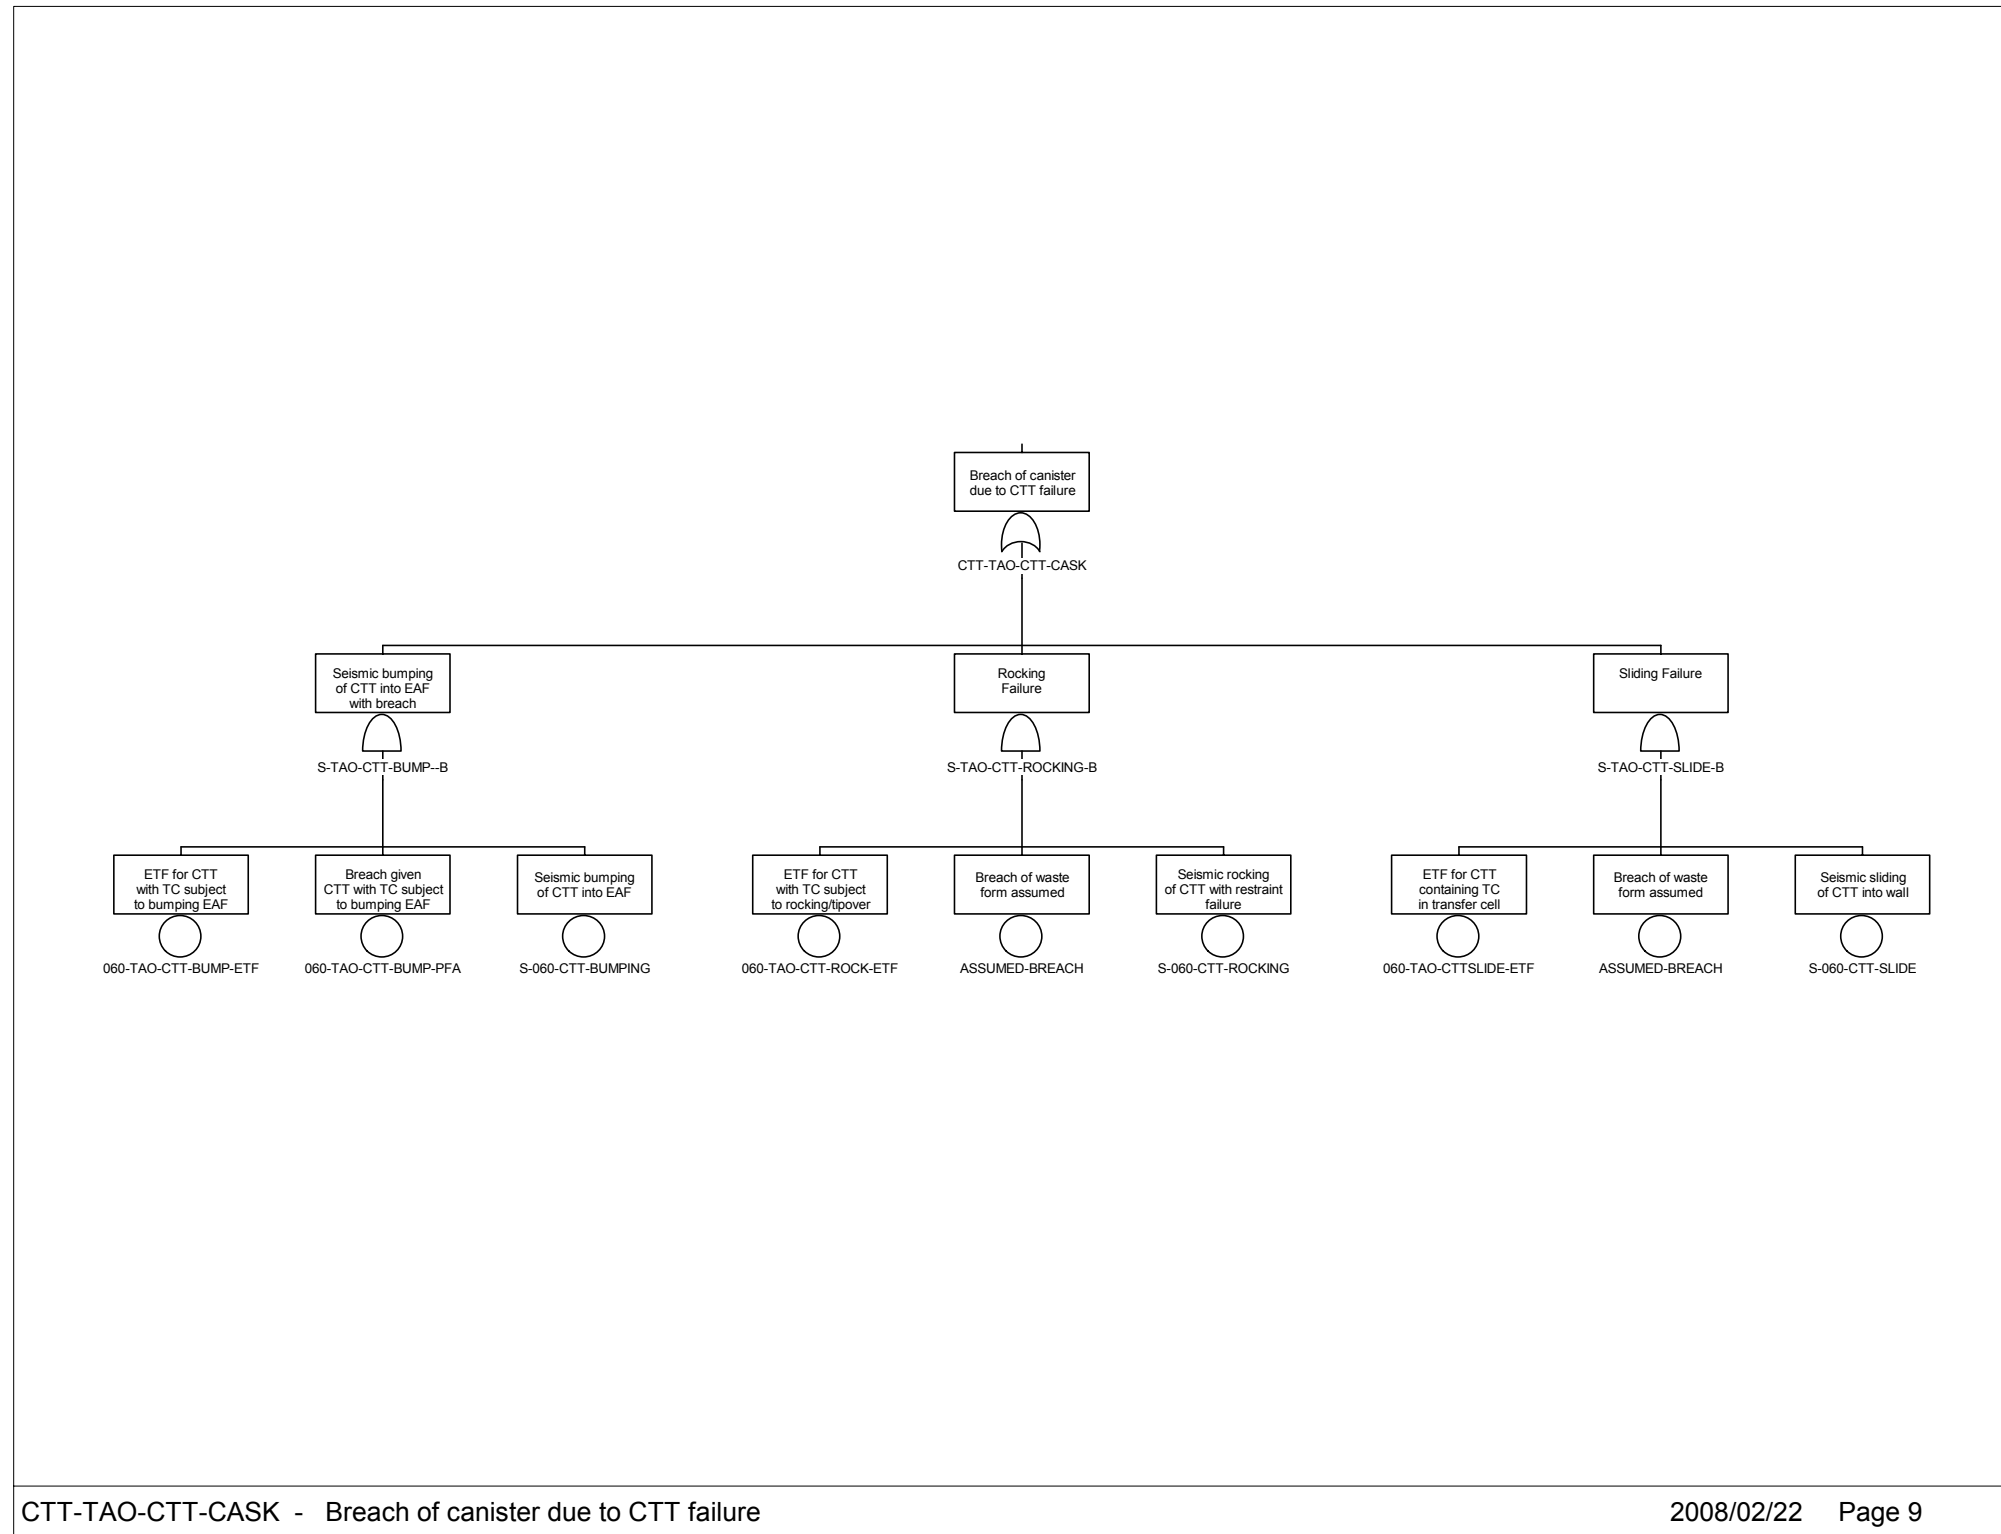 Breach of canister
due to CTT failure
CTT-TAO-CTT-CASK
Seismic bumping
of CTT into EAF
with breach
S-TAO-CTT-BUMP--B
Rocking
Failure
S-TAO-CTT-ROCKING-B
Sliding Failure
S-TAO-CTT-SLIDE-B
ETF for CTT
with TC subject
to bumping EAF
060-TAO-CTT-BUMP-ETF
Breach given
CTT with TC subject
to bumping EAF
060-TAO-CTT-BUMP-PFA
Seismic bumping
of CTT into EAF
S-060-CTT-BUMPING
ETF for CTT
with TC subject
to rocking/tipover
060-TAO-CTT-ROCK-ETF
Breach of waste
form assumed
ASSUMED-BREACH
Seismic rocking
of CTT with restraint
failure
S-060-CTT-ROCKING
ETF for CTT
containing TC
in transfer cell
060-TAO-CTTSLIDE-ETF
Breach of waste
form assumed
ASSUMED-BREACH
Seismic sliding
of CTT into wall
S-060-CTT-SLIDE
CTT-TAO-CTT-CASK - Breach of canister due to CTT failure
2008/02/22 Page 9